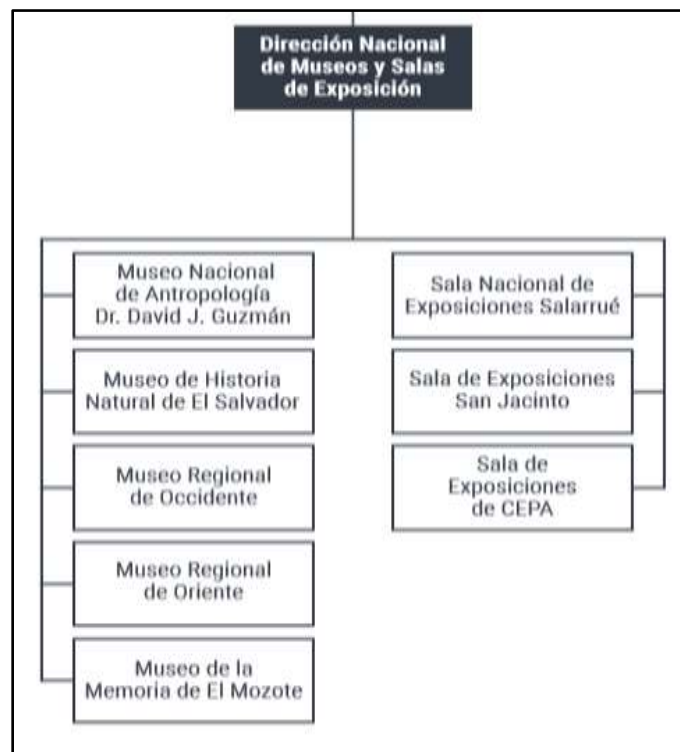 Dirección Nacional
de Museos y Salas
de Exposición
Museo Nacional
de Antropología
Dr. David J. Guzmán
Museo de Historia
Natural de El Salvador
Museo Regional
de Occidente
Museo Regional
de Oriente
Museo de la
Memoria de El Mozote
Sala Nacional de
Exposiciones Salarrué
Sala de Exposiciones
San Jacinto
Sala de
Exposiciones
de CEPA